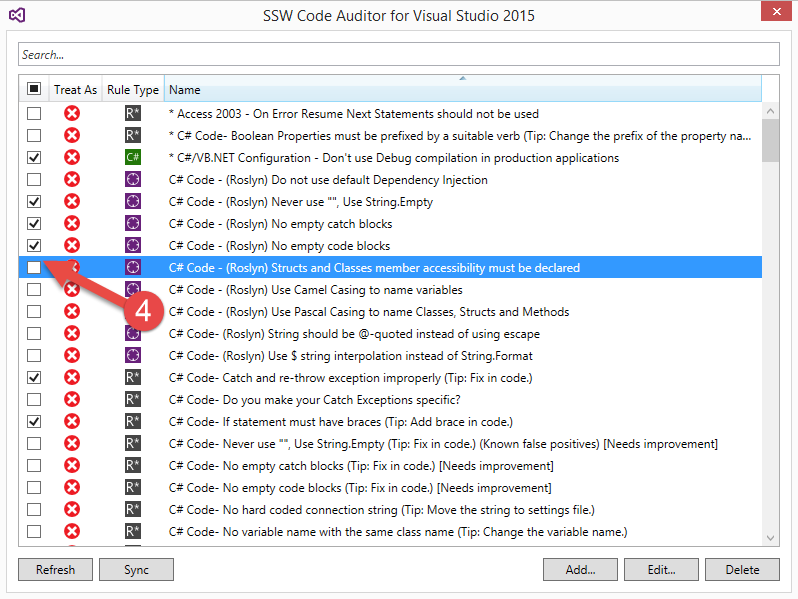 SSW Code Auditor for Visual Studio 2015
Search...
Treat As Rule Type Name
R* * Access 2003 - On Error Resume Next Statements should not be used
R* * C# Code- Boolean Properties must be prefixed by a suitable verb (Tip: Change the prefix of the property na...
C# * C#/VB.NET Configuration - Don't use Debug compilation in production applications
C# Code - (Roslyn) Do not use default Dependency Injection
C# Code - (Roslyn) Never use "", Use String.Empty
C# Code - (Roslyn) No empty catch blocks
C# Code - (Roslyn) No empty code blocks
C# Code - (Roslyn) Structs and Classes member accessibility must be declared
C# Code - (Roslyn) Use Camel Casing to name variables
4
C# Code - (Roslyn) Use Pascal Casing to name Classes, Structs and Methods
C# Code- (Roslyn) String should be @-quoted instead of using escape
C# Code- (Roslyn) Use $ string interpolation instead of String.Format
R* C# Code- Catch and re-throw exception improperly (Tip: Fix in code.)
R* C# Code- Do you make your Catch Exceptions specific?
R* C# Code- If statement must have braces (Tip: Add brace in code.)
R* C# Code- Never use "", Use String.Empty (Tip: Fix in code.) (Known false positives) [Needs improvement]
R* C# Code- No empty catch blocks (Tip: Fix in code.) [Needs improvement]
R* C# Code- No empty code blocks (Tip: Fix in code.) [Needs improvement]
R* C# Code- No hard coded connection string (Tip: Move the string to settings file.)
R* C# Code- No variable name with the same class name (Tip: Change the variable name.)
Refresh Sync Add... Edit... Delete